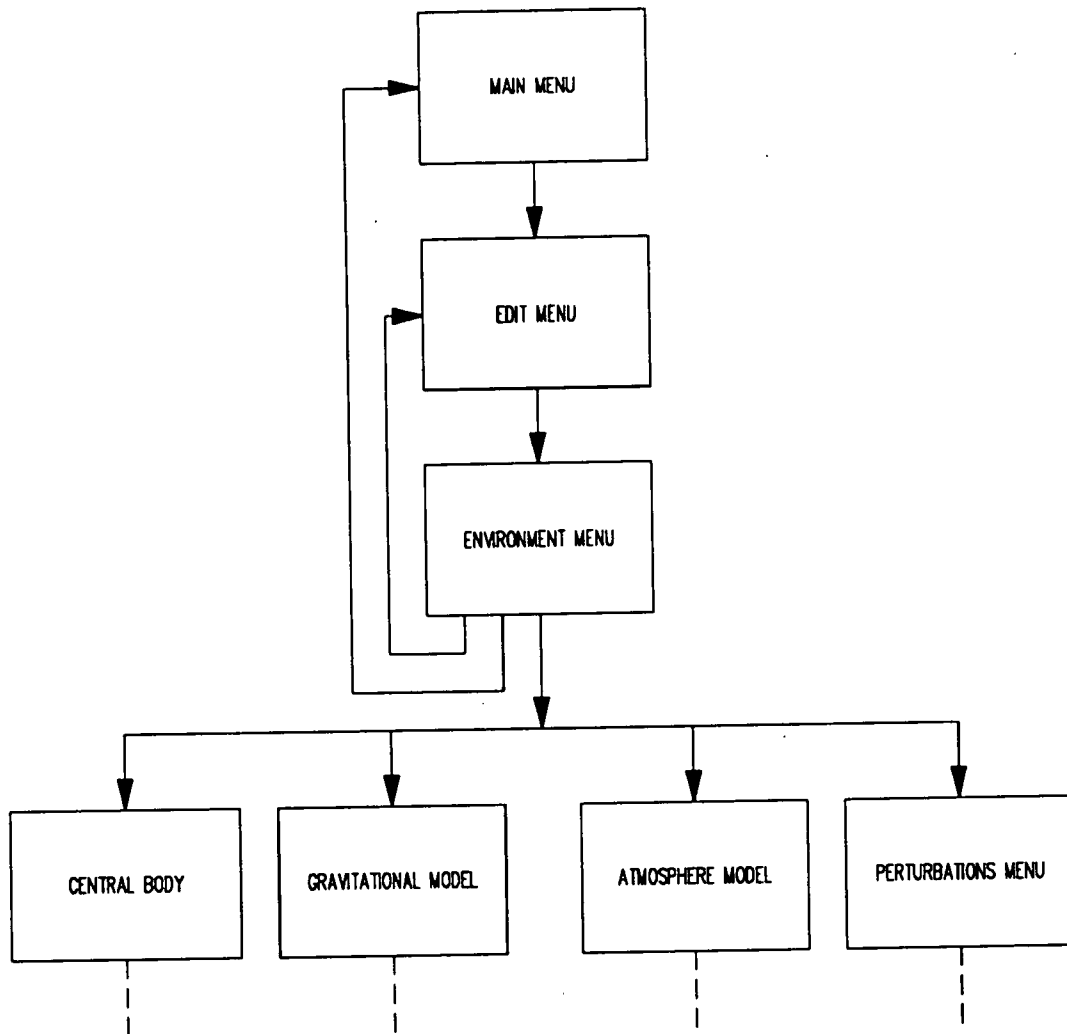 MAIN MENU
EDIT MENU
ENVIRONMENT MENU
CENTRAL BODY
GRAVITATIONAL MODEL
ATMOSPHERE MODEL
PERTURBATIONS MENU